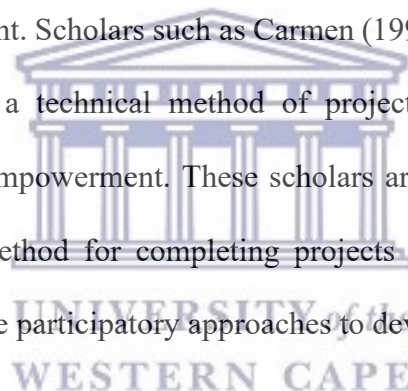 nt. Scholars such as Carmen (199
a technical method of project
mpowerment. These scholars ar
ethod for completing projects
UNIVERSITY of the
e participatory approaches to dev
WESTERN CAPE